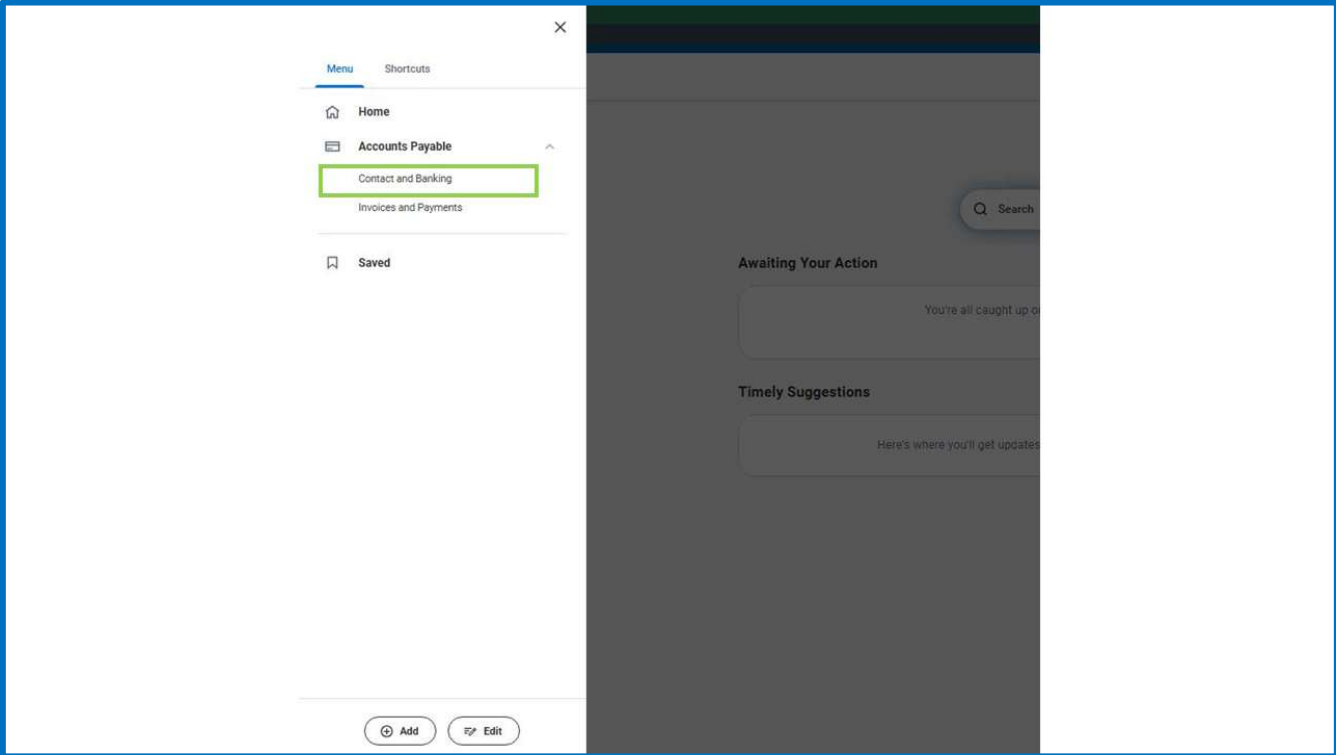 Menu Shortcuts
Home
Accounts Payable
Contact and Banking
Invoices and Payments
Saved
Add Edit
Search
Awaiting Your Action
You're all caught up o
Timely Suggestions
Here's where you'll get updates